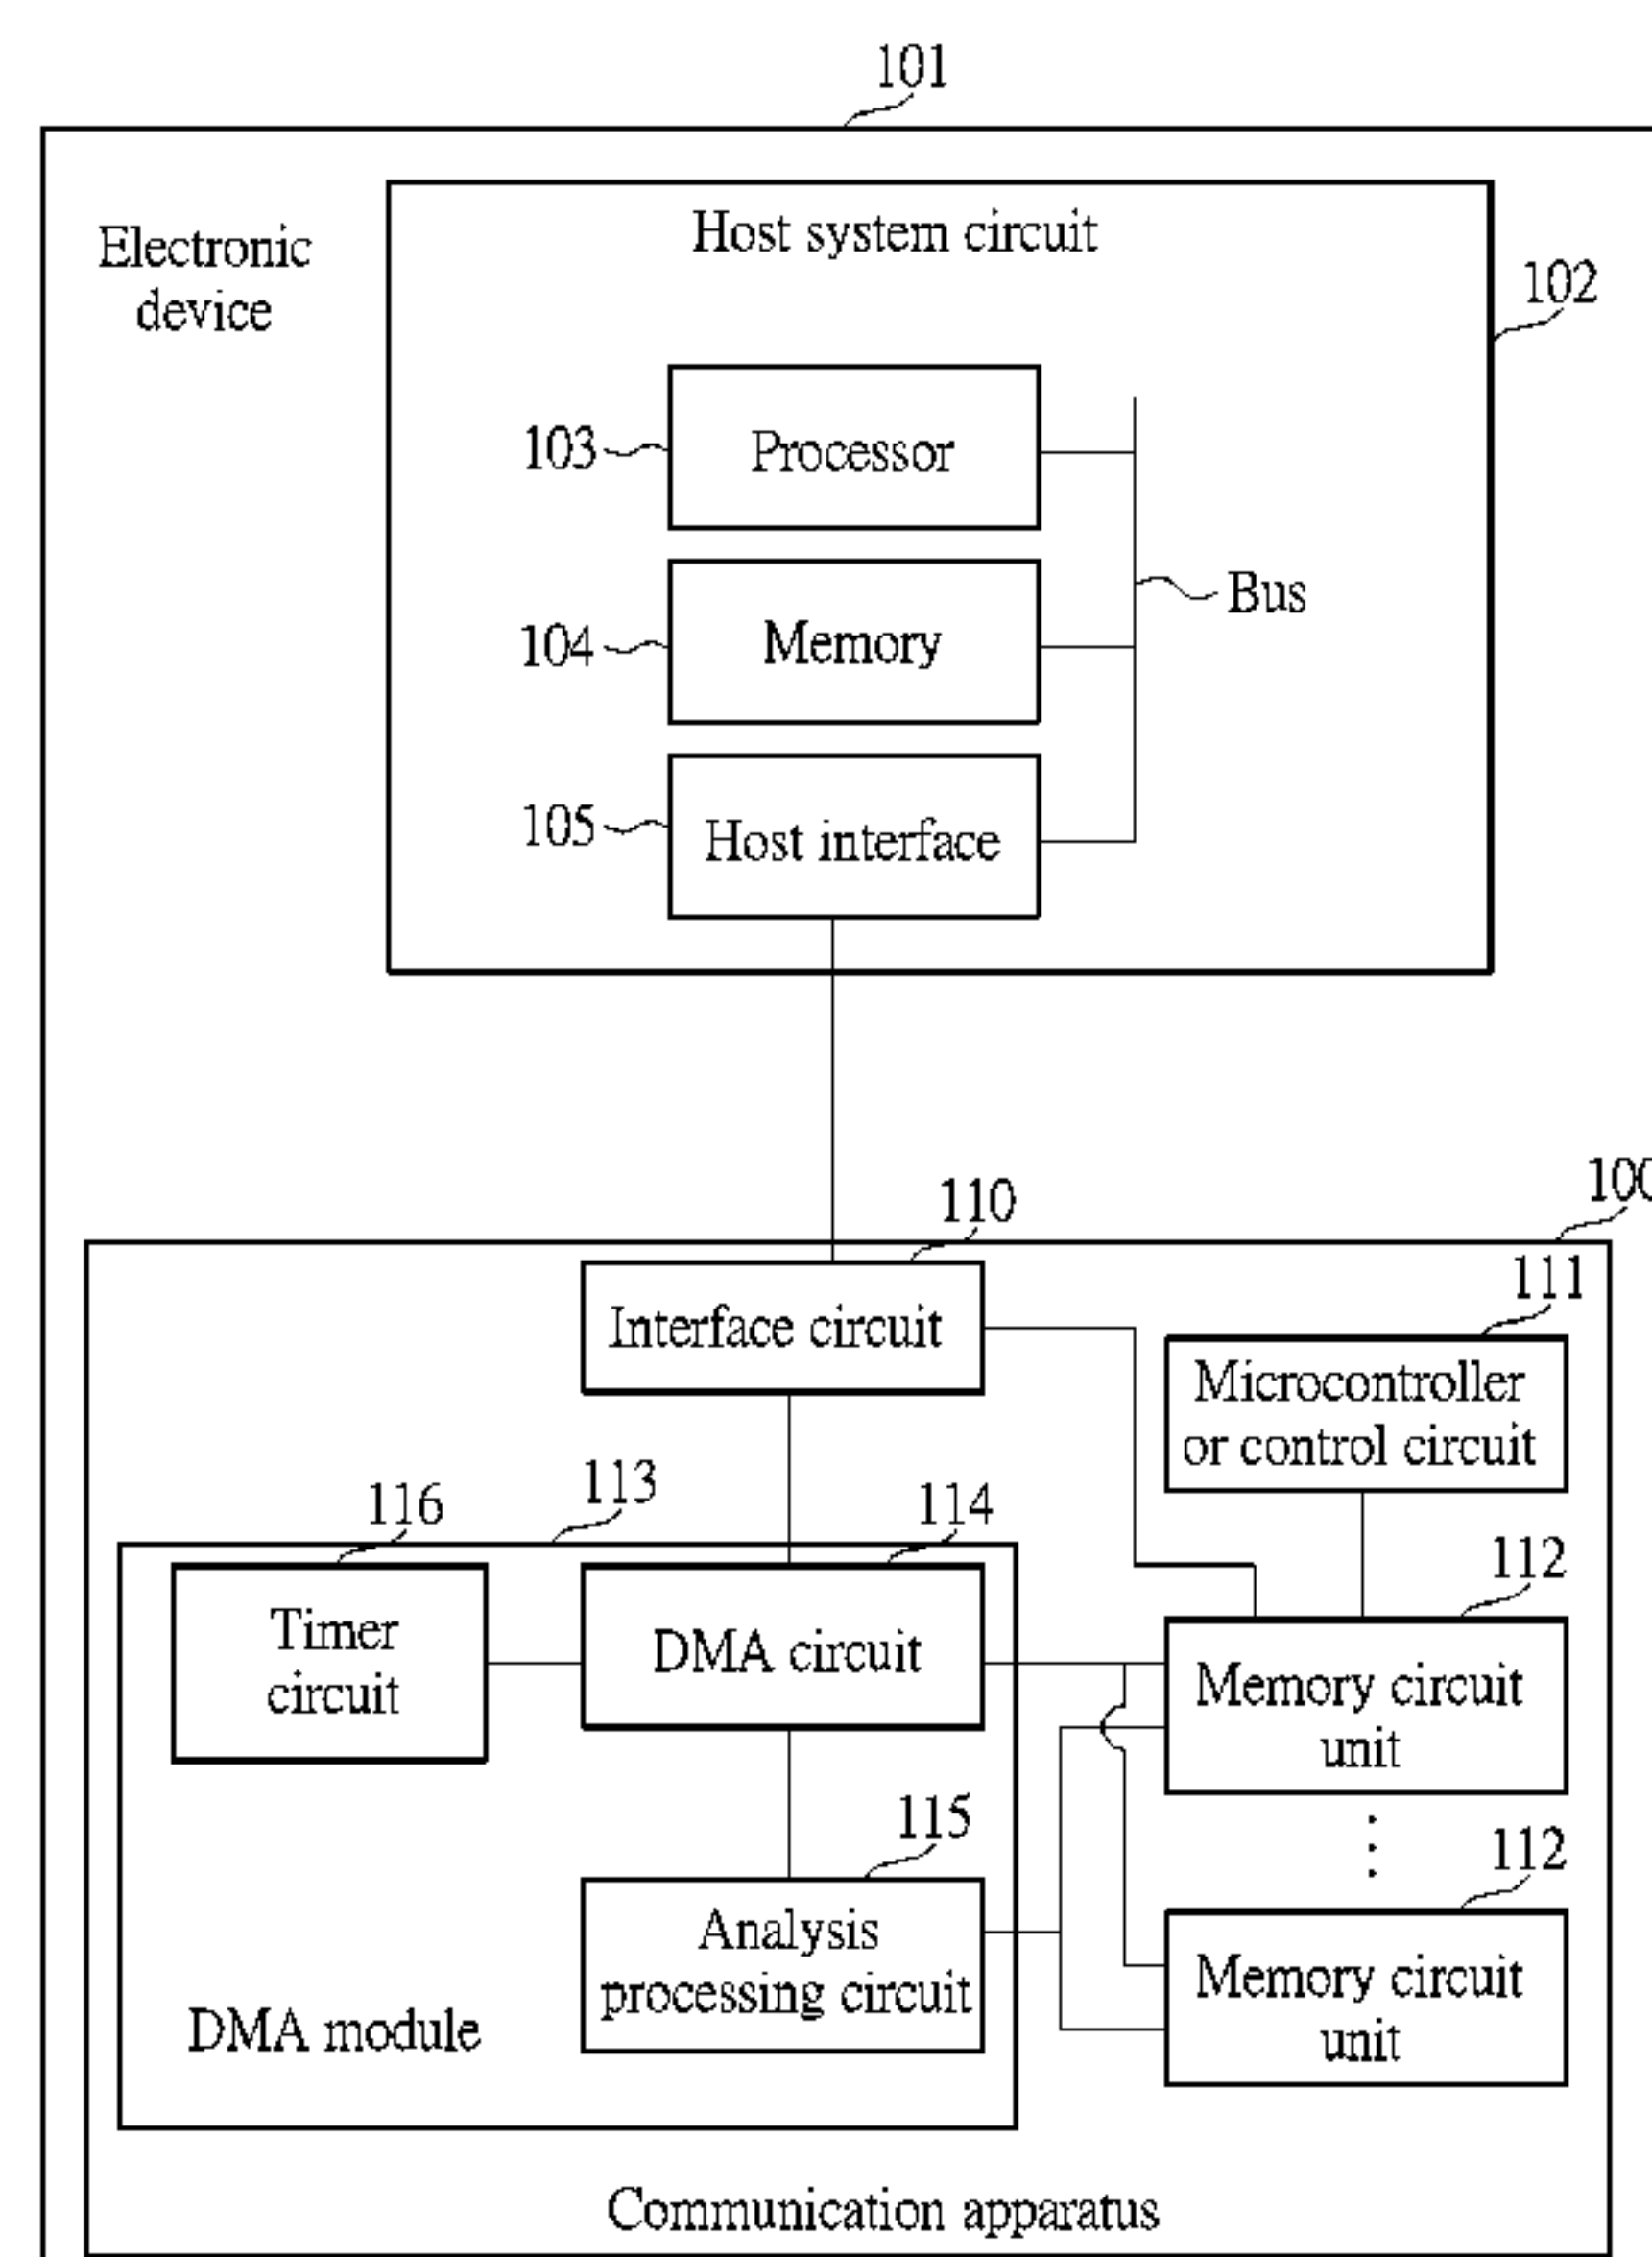 101
Electronic
device
Host system circuit
102
103
Processor
104
Memory
Bus
105
Host interface
100
110
Interface circuit
111
Microcontroller
or control circuit
116
113
114
112
Timer
circuit
DMA circuit
Memory circuit
unit
115
112
Analysis
processing circuit
Memory circuit
unit
DMA module
Communication apparatus